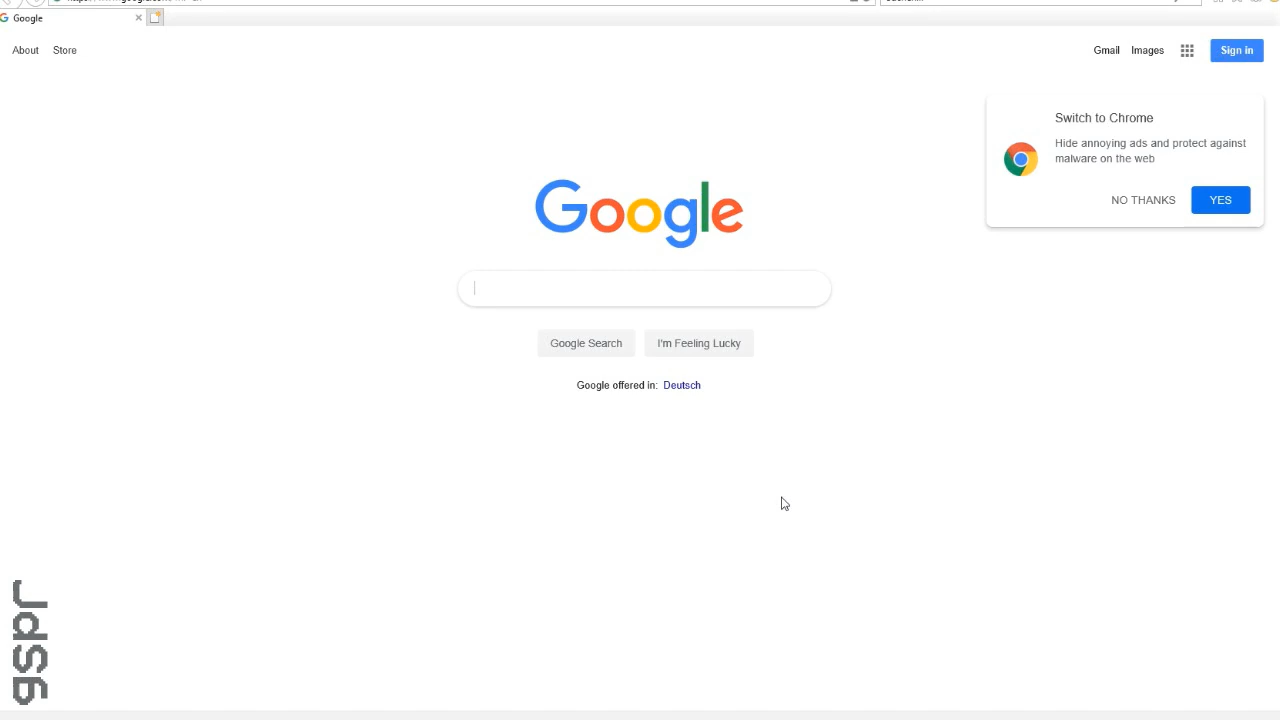 Google
About Store
Gmail Images Sign in
Switch to Chrome
Hide annoying ads and protect against
malware on the web
NO THANKS YES
Google
Google Search I'm Feeling Lucky
Google offered in: Deutsch
gspr